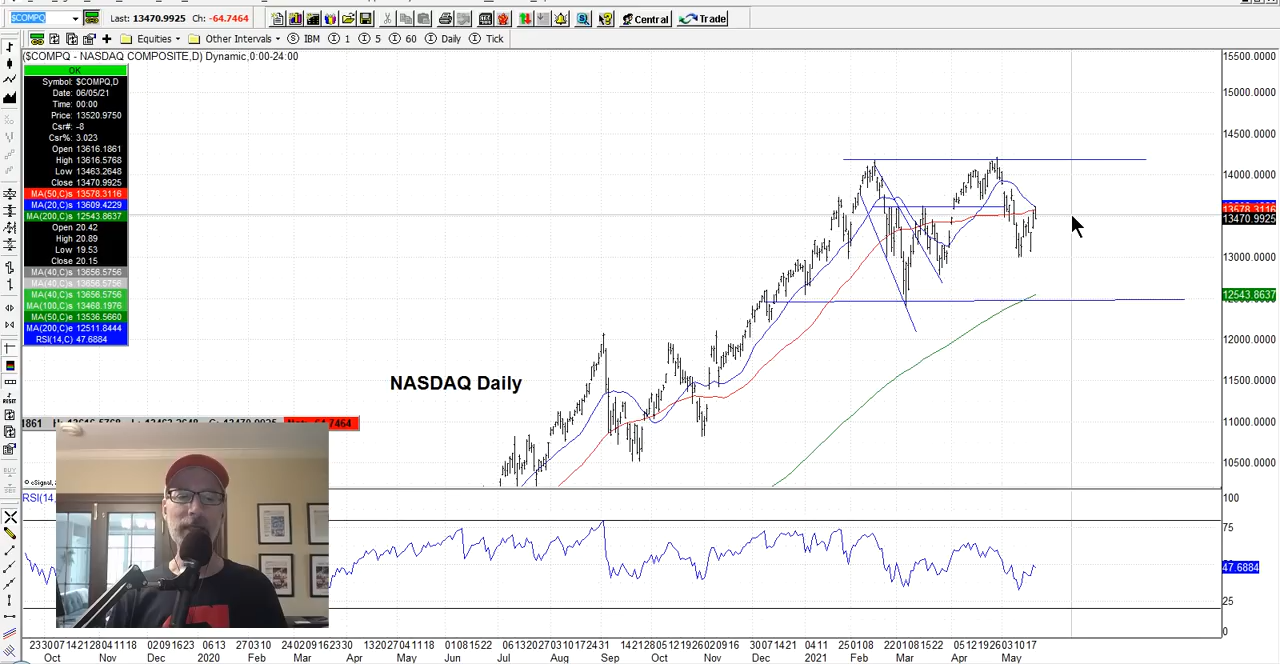 $COMPQ Last: 13470.9925 Ch: -64.7464 Central Trade
Equities Other Intervals IBM 1 5 60 Daily Tick
($COMPQ - NASDAQ COMPOSITE,D) Dynamic,0:00-24:00
OK
Symbol: $COMPQ,D
Date: 06/05/21
Time: 00:00
Price: 13520.9750
Csr#: -8
Csr%: 3.023
Open 13616.1861
High 13616.5768
Low 13463.2648
Close 13470.9925
MA(50,C)s 13578.3116
MA(20,C)s 13609.4229
MA(200,C)s 12543.8637
Open 20.42
High 20.89
Low 19.53
Close 20.15
MA(40,C)s 13656.5756
MA(40,C)s 13656.5756
MA(40,C)s 13656.5756
MA(100,C)s 13468.1976
MA(50,C)e 13536.5660
MA(200,C)e 12511.8444
RSI(14,C) 47.6884
15500.0000
15000.0000
14500.0000
14000.0000
13578.3116
13470.9925
13000.0000
12543.8637
12000.0000
11500.0000
11000.0000
10500.0000
NASDAQ Daily
RESET
BUY
RSI(14,
© eSignal,
100
75
47.6884
25
0
Oct Nov Dec 2020 Feb Mar Apr May Jun Jul Aug Sep Oct Nov Dec 2021 Feb Mar Apr May